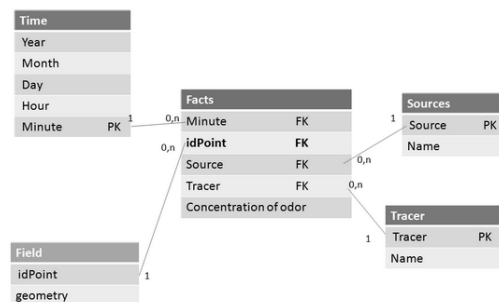 Time
Year
Month
Day
Hour
Minute PK
1
0,n
0,n
Facts
Minute FK
idPoint FK
Source FK
Tracer FK
Concentration of odor
0,n
0,n
1
Sources
Source PK
Name
1
Tracer
Tracer PK
Name
Field
idPoint
1
geometry